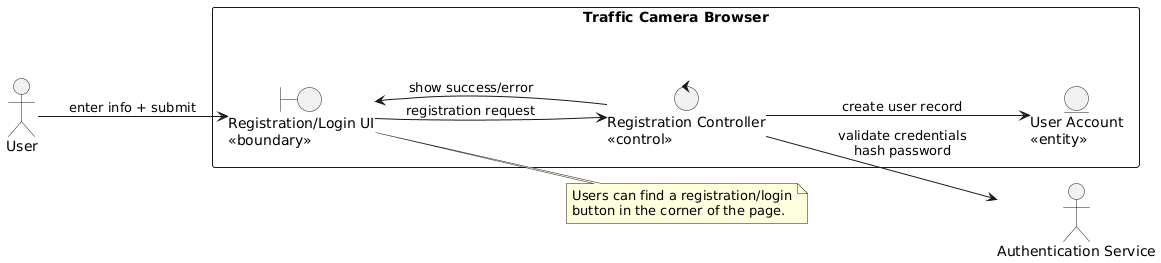 Traffic Camera Browser
User
enter info + submit
Registration/Login UI
«boundary»
show success/error
registration request
Registration Controller
«control»
create user record
User Account
«entity»
validate credentials
hash password
Authentication Service
Users can find a registration/login
button in the corner of the page.